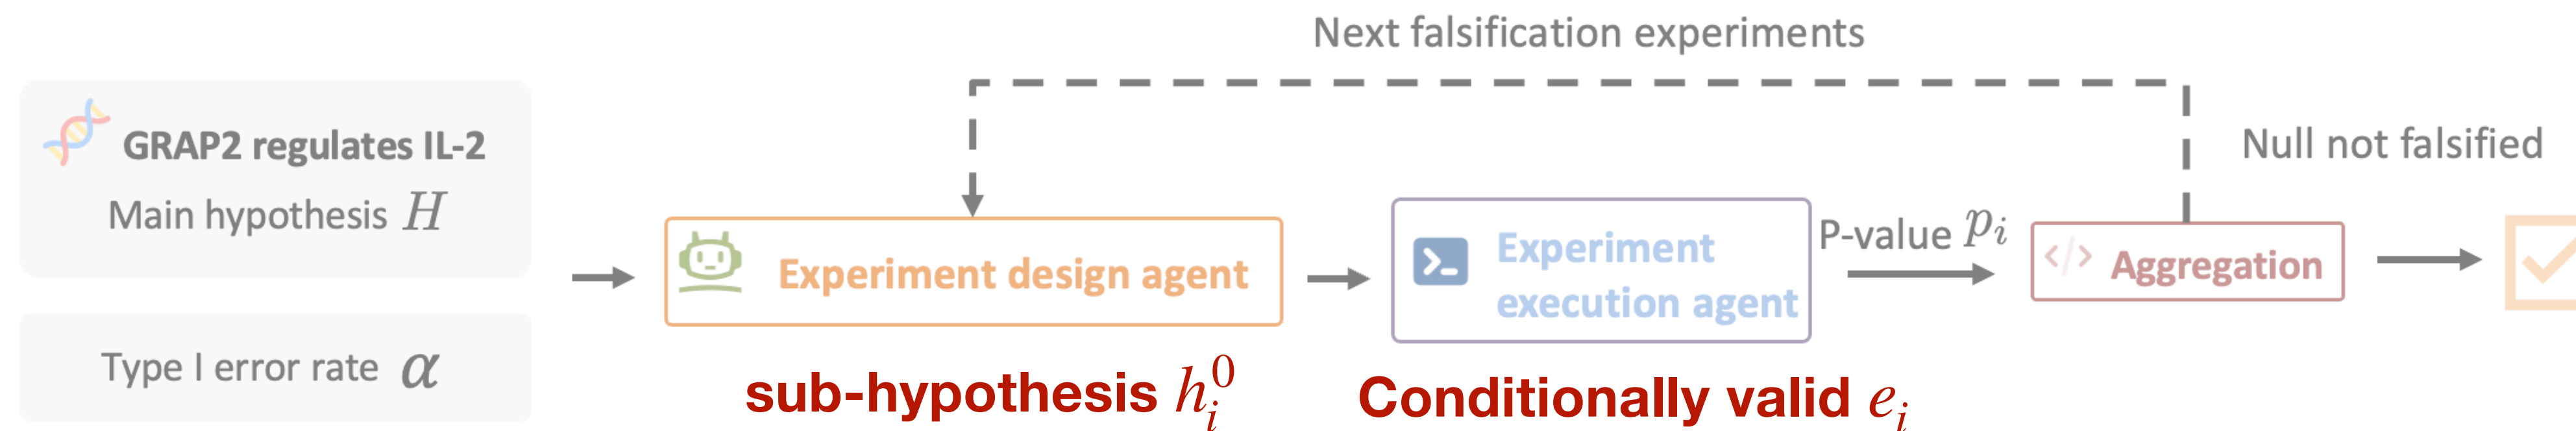 Next falsification experiments
GRAP2 regulates IL-2
Main hypothesis H
Type I error rate α
Experiment design agent
sub-hypothesis h_i^0
Experiment
execution agent
Conditionally valid e_i
P-value p_i
</> Aggregation
Null not falsified